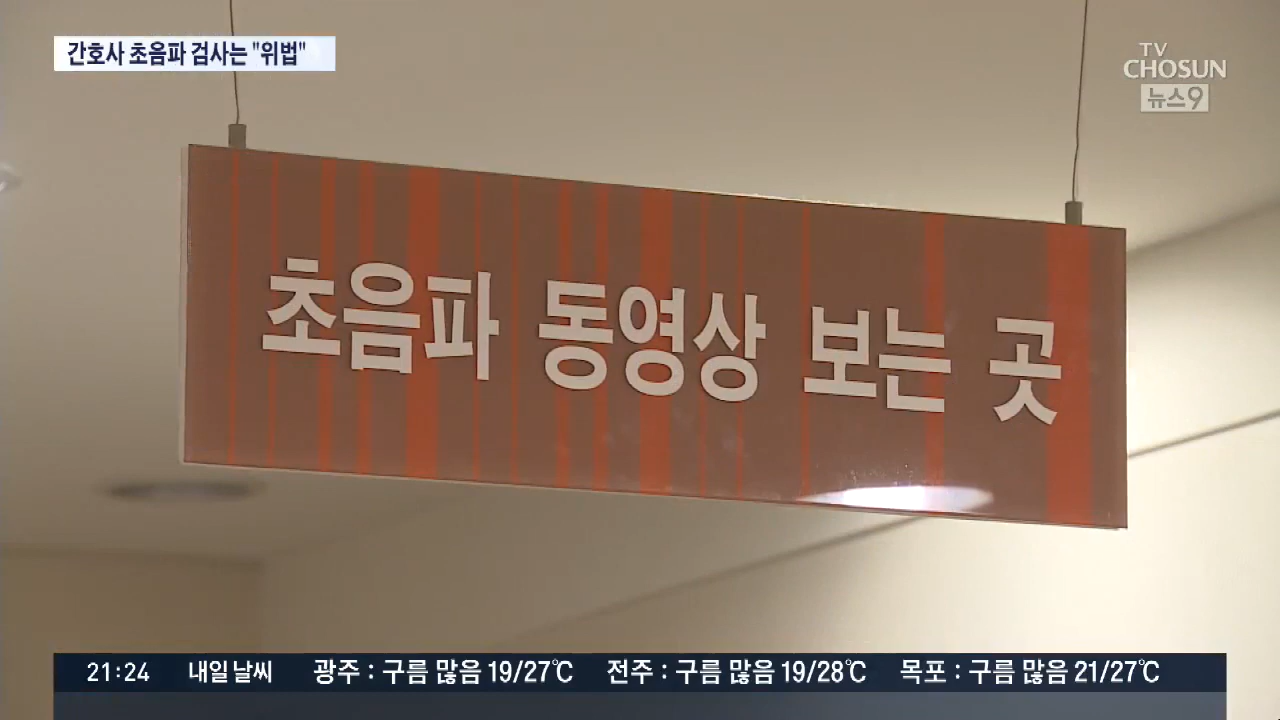 간호사 초음파 검사는 "위법"
TV
CHOSUN
뉴스9
초음파 동영상 보는 곳
21:24 내일 날씨 광주 : 구름 많음 19/27℃ 전주 : 구름 많음 19/28℃ 목포 : 구름 많음 21/27℃